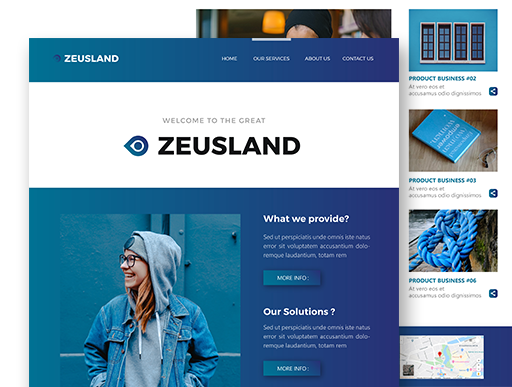 ZEUSLAND
HOME OUR SERVICES ABOUT US CONTACT US
WELCOME TO THE GREAT
ZEUSLAND
What we provide?
Sed ut perspiciatis unde omnis iste natus
error sit voluptatem accusantium dolo-
remque laudantium, totam rem
MORE INFO :
Our Solutions ?
Sed ut perspiciatis unde omnis iste natus
error sit voluptatem accusantium dolo-
remque laudantium, totam rem
MORE INFO :
PRODUCT BUSINESS #02
At vero eos et
accusamus odio dignissimos
PRODUCT BUSINESS #03
At vero eos et
accusamus odio dignissimos
PRODUCT BUSINESS #06
At vero eos et
accusamus odio dignissimos